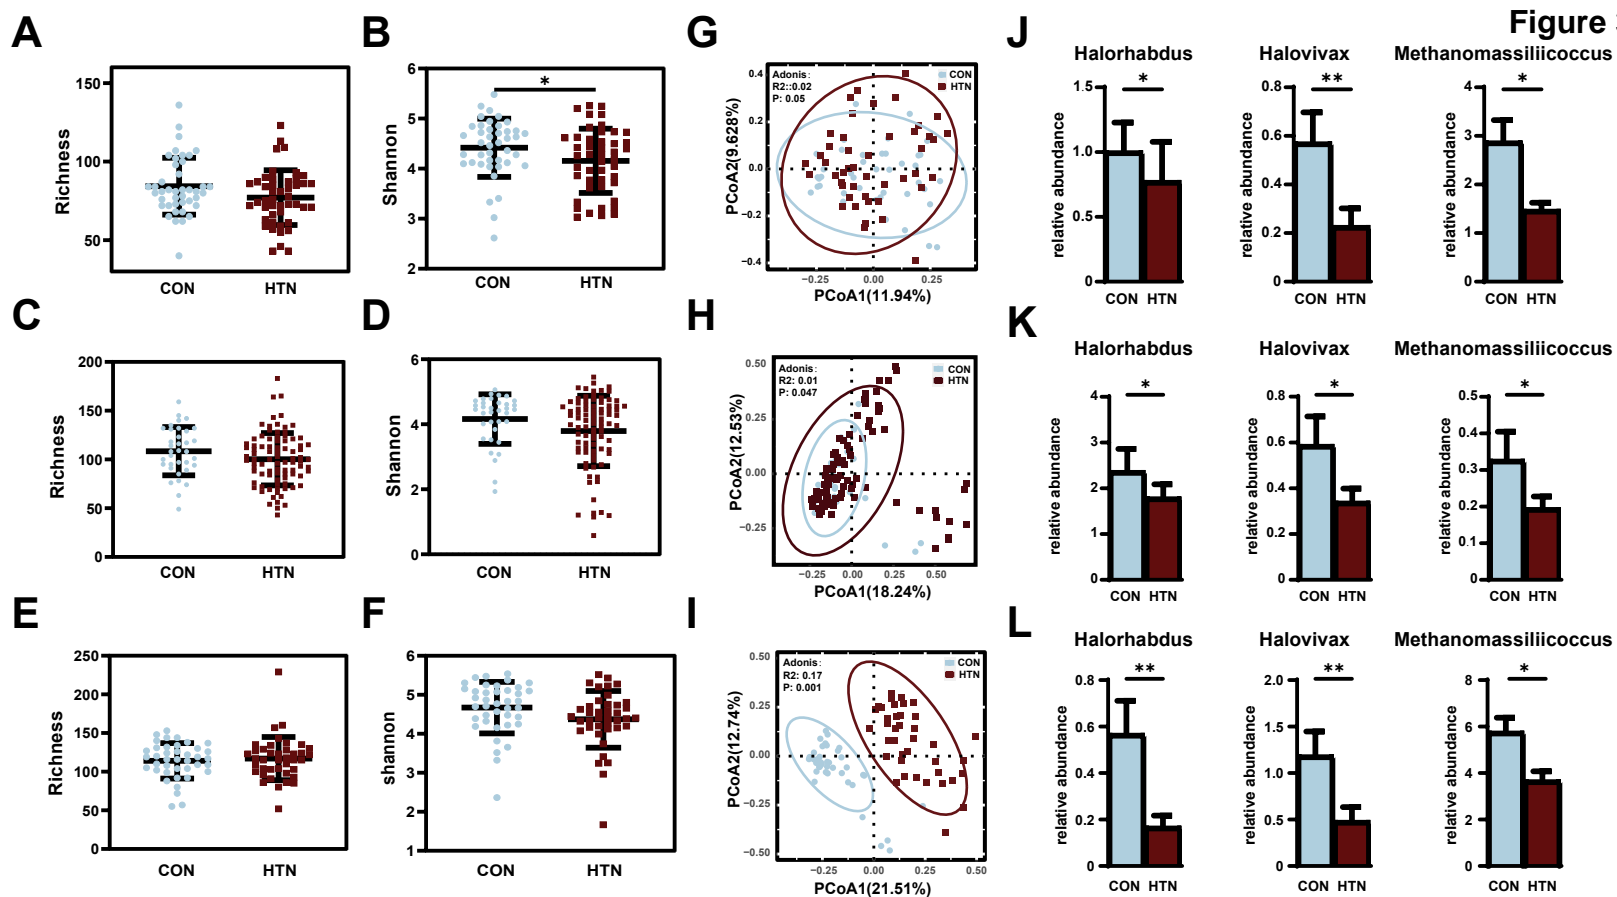 Figure
A
Richness
150
100
50
CON
HTN
B
Shannon
6
5
4
3
2
*
CON
HTN
G
PCoA2(9.628%)
0.4
0.2
0.0
−0.2
−0.4
Adonis:
R2::0.02
P: 0.05
CON
HTN
−0.25
0.00
0.25
PCoA1(11.94%)
J
Halorhabdus
relative abundance
1.5
1.0
0.5
0
*
CON HTN
Halovivax
relative abundance
0.8
0.6
0.4
0.2
0
**
CON HTN
Methanomassiliicoccus
relative abundance
4
3
2
1
0
*
CON HTN
C
Richness
200
150
100
50
0
CON
HTN
D
Shannon
6
4
2
0
CON
HTN
H
PCoA2(12.53%)
0.50
0.25
0.00
−0.25
Adonis:
R2: 0.01
P: 0.047
CON
HTN
−0.25
0.00
0.50
PCoA1(18.24%)
K
Halorhabdus
relative abundance
4
3
2
1
0
*
CON HTN
Halovivax
relative abundance
0.8
0.6
0.4
0.2
0
*
CON HTN
Methanomassiliicoccus
relative abundance
0.5
0.4
0.3
0.2
0.1
0
*
CON HTN
E
Richness
250
200
150
100
50
0
CON
HTN
F
shannon
6
5
4
3
2
1
CON
HTN
I
PCoA2(12.74%)
0.50
0.25
0.00
−0.25
−0.50
Adonis:
R2: 0.17
P: 0.001
CON
HTN
−0.25
0.00
0.25
0.50
PCoA1(21.51%)
L
Halorhabdus
relative abundance
0.8
0.6
0.4
0.2
0
**
CON HTN
Halovivax
relative abundance
2.0
1.5
1.0
0.5
0
**
CON HTN
Methanomassiliicoccus
relative abundance
8
6
4
2
0
*
CON HTN